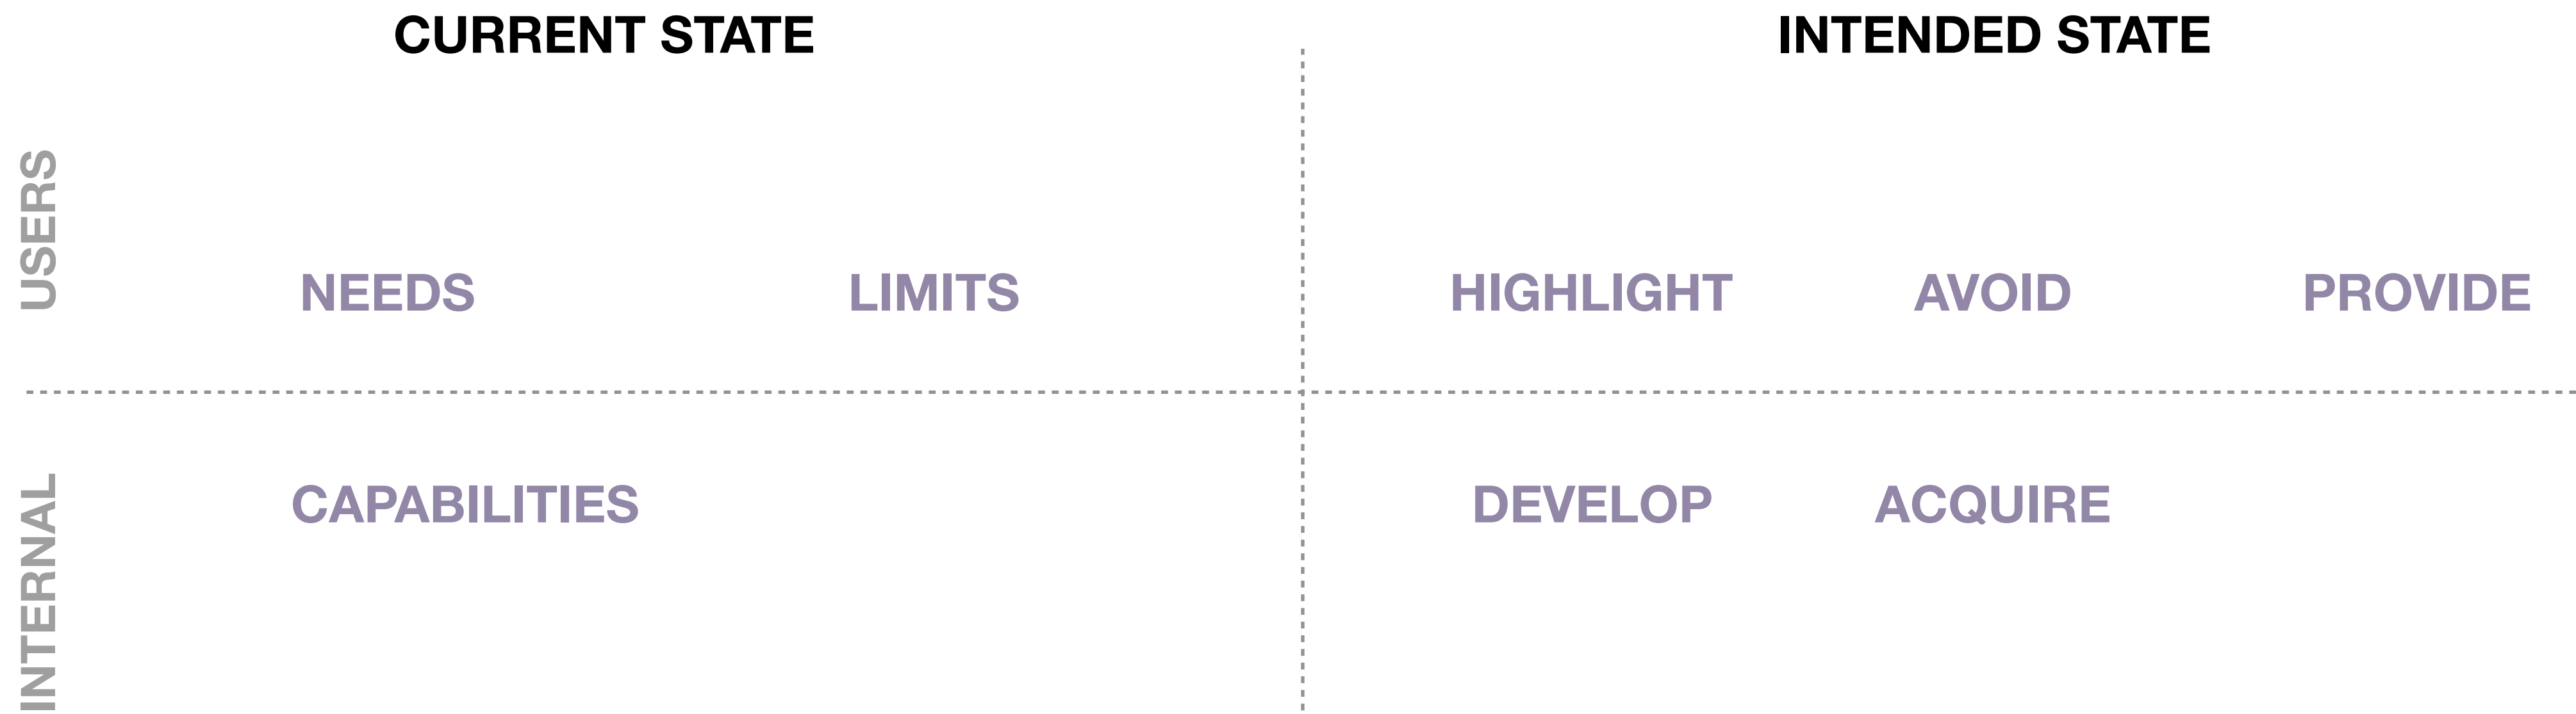 CURRENT STATE INTENDED STATE
USERS
NEEDS LIMITS HIGHLIGHT AVOID PROVIDE
INTERNAL
CAPABILITIES DEVELOP ACQUIRE